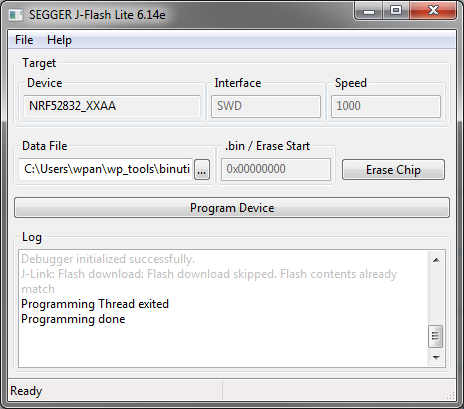 SEGGER J-Flash Lite 6.14e
File Help
Target
Device Interface Speed
NRF52832_XXAA SWD 1000
Data File .bin / Erase Start
C:\Users\wpan\wp_tools\binuti ... 0x00000000 Erase Chip
Program Device
Log
Debugger initialized successfully.
J-Link: Flash download: Flash download skipped. Flash contents already
match
Programming Thread exited
Programming done
Ready